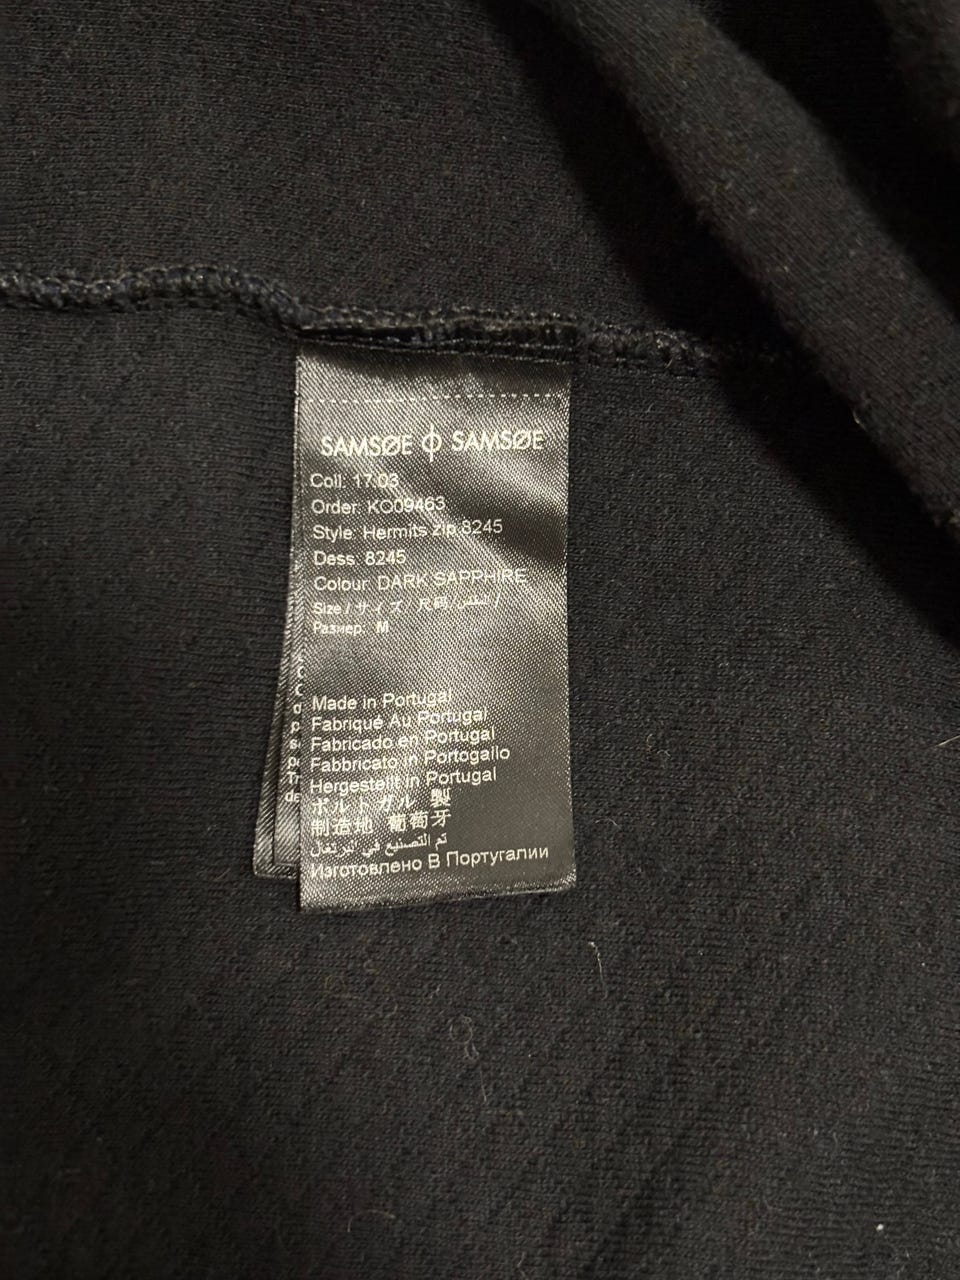 SAMSØE ϕ SAMSØE
Coll: 17.03
Order: KO09463
Style: Hermits zip 8245
Dess: 8245
Colour: DARK SAPPHIRE
Size / サイズ 尺码 / المقاس /
Размер: M
Made in Portugal
Fabriqué Au Portugal
Fabricado en Portugal
Fabbricato in Portogallo
Hergestellt in Portugal
ポルトガル 製
制造地 葡萄牙
تم التصنيع في البرتغال
Изготовлено В Португалии